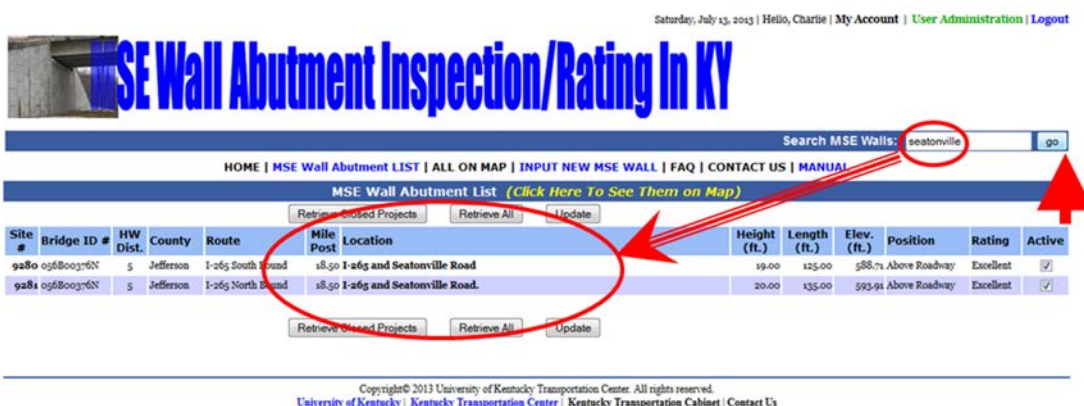 Saturday, July 13, 2013 | Hello, Charlie | My Account | User Administration | Logout
MSE Wall Abutment Inspection/Rating In KY
Search MSE Walls: seatonville go
HOME | MSE Wall Abutment LIST | ALL ON MAP | INPUT NEW MSE WALL | FAQ | CONTACT US | MANUAL
MSE Wall Abutment List (Click Here To See Them on Map)
Retrieve Closed Projects Retrieve All Update
Site # Bridge ID # HW Dist. County Route Mile Post Location Height (ft.) Length (ft.) Elev. (ft.) Position Rating Active
9280 056B00376N 5 Jefferson I-265 South Bound 18.50 I-265 and Seatonville Road 19.00 125.00 588.71 Above Roadway Excellent
9281 056B00376N 5 Jefferson I-265 North Bound 18.50 I-265 and Seatonville Road. 20.00 135.00 593.91 Above Roadway Excellent
Retrieve Closed Projects Retrieve All Update
Copyright© 2013 University of Kentucky Transportation Center. All rights reserved.
University of Kentucky | Kentucky Transportation Center | Kentucky Transportation Cabinet | Contact Us